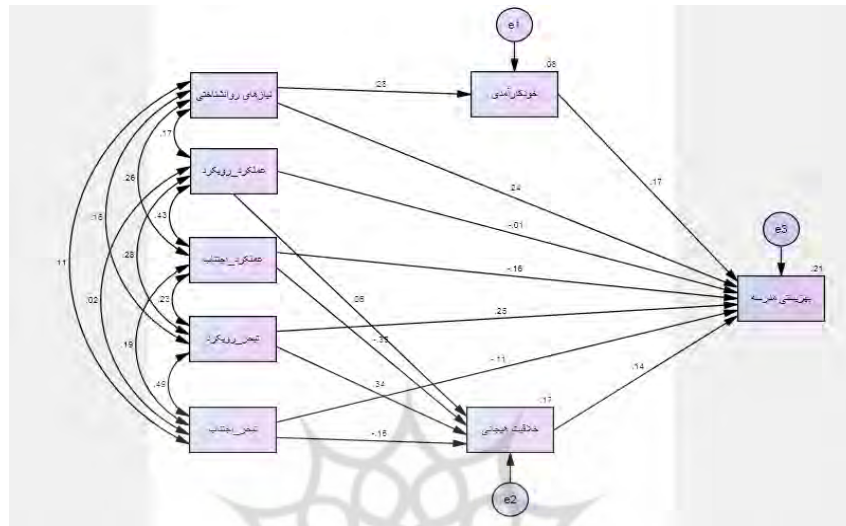 e1
.08
نیازهای روانشناختی
.28
خودکارآمدی
.17
.26
.15
.11
عملکرد_رویکرد
.24
.17
-.01
e3
.43
.28
.02
عملکرد_اجتناب
-.16
.21
بهزیستی مدرسه
.23
.06
.25
.19
تبحر_رویکرد
-.11
.34
.14
.49
.17
تبحر_اجتناب
-.16
خلاقیت هیجانی
e2